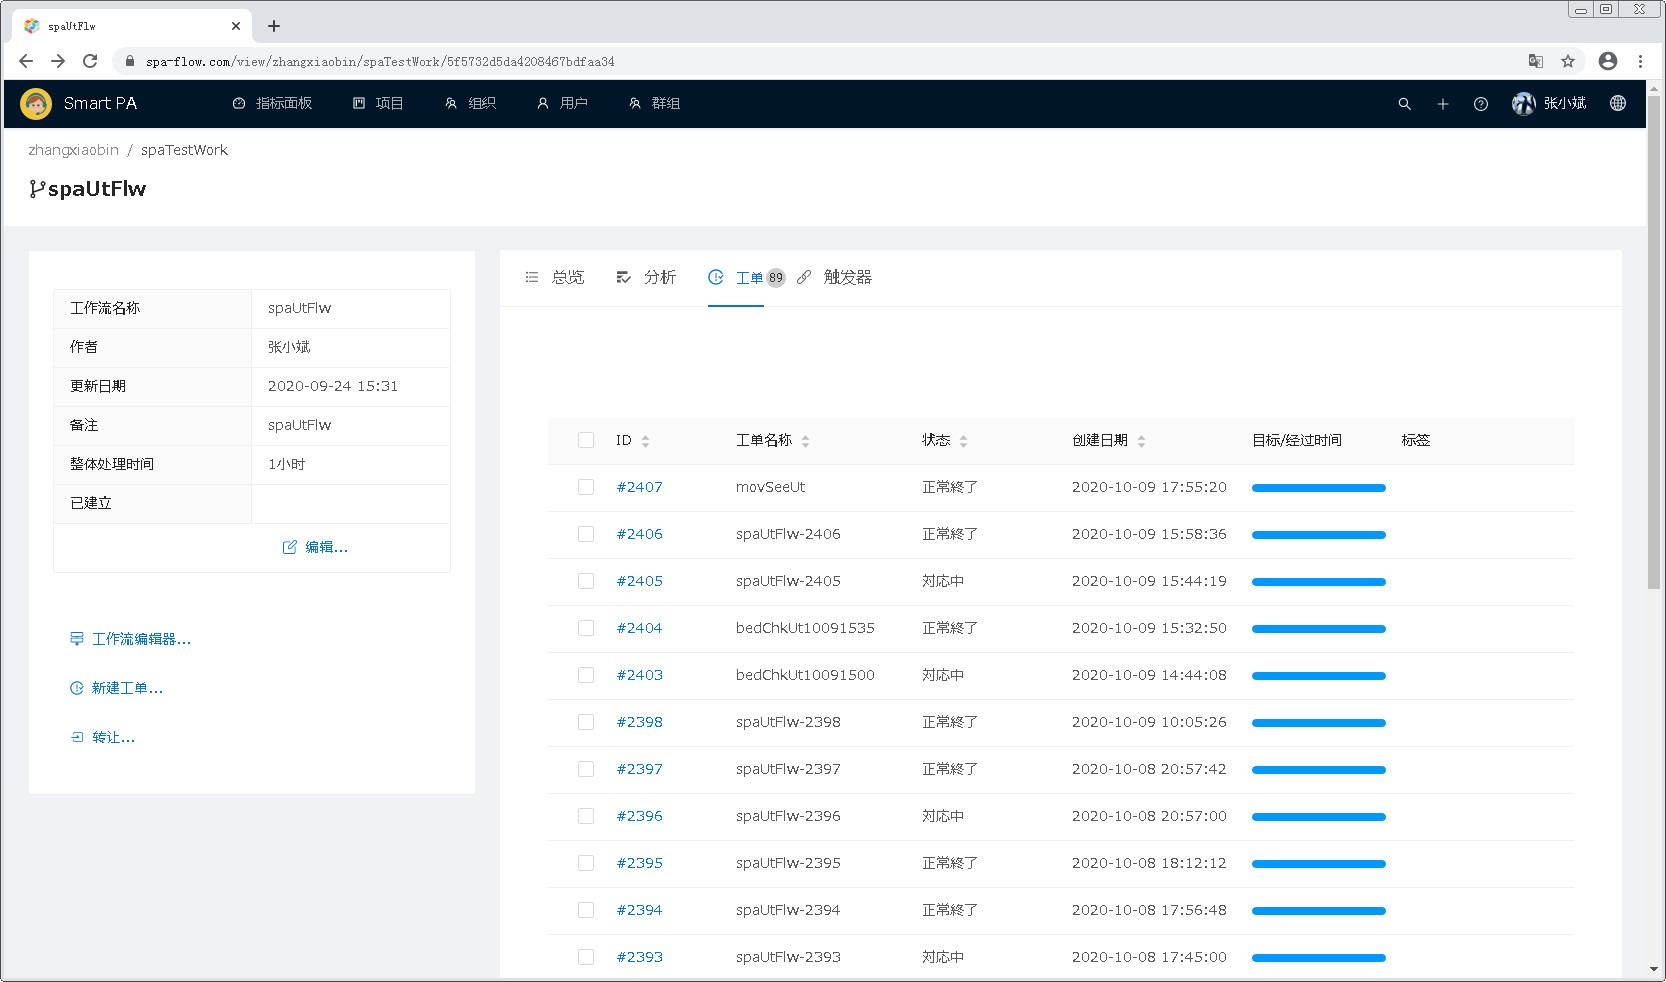 spaUtFlw
spa-flow.com/view/zhangxiaobin/spaTestWork/5f5732d5da4208467bdfaa34
Smart PA 指标面板 项目 组织 用户 群组 张小斌
zhangxiaobin / spaTestWork
spaUtFlw
工作流名称 spaUtFlw
作者 张小斌
更新日期 2020-09-24 15:31
备注 spaUtFlw
整体处理时间 1小时
已建立
编辑...
工作流编辑器...
新建工单...
转让...
总览 分析 工单 89 触发器
ID 工单名称 状态 创建日期 目标/经过时间 标签
#2407 movSeeUt 正常終了 2020-10-09 17:55:20
#2406 spaUtFlw-2406 正常終了 2020-10-09 15:58:36
#2405 spaUtFlw-2405 対応中 2020-10-09 15:44:19
#2404 bedChkUt10091535 正常終了 2020-10-09 15:32:50
#2403 bedChkUt10091500 対応中 2020-10-09 14:44:08
#2398 spaUtFlw-2398 正常終了 2020-10-09 10:05:26
#2397 spaUtFlw-2397 正常終了 2020-10-08 20:57:42
#2396 spaUtFlw-2396 対応中 2020-10-08 20:57:00
#2395 spaUtFlw-2395 正常終了 2020-10-08 18:12:12
#2394 spaUtFlw-2394 正常終了 2020-10-08 17:56:48
#2393 spaUtFlw-2393 対応中 2020-10-08 17:45:00